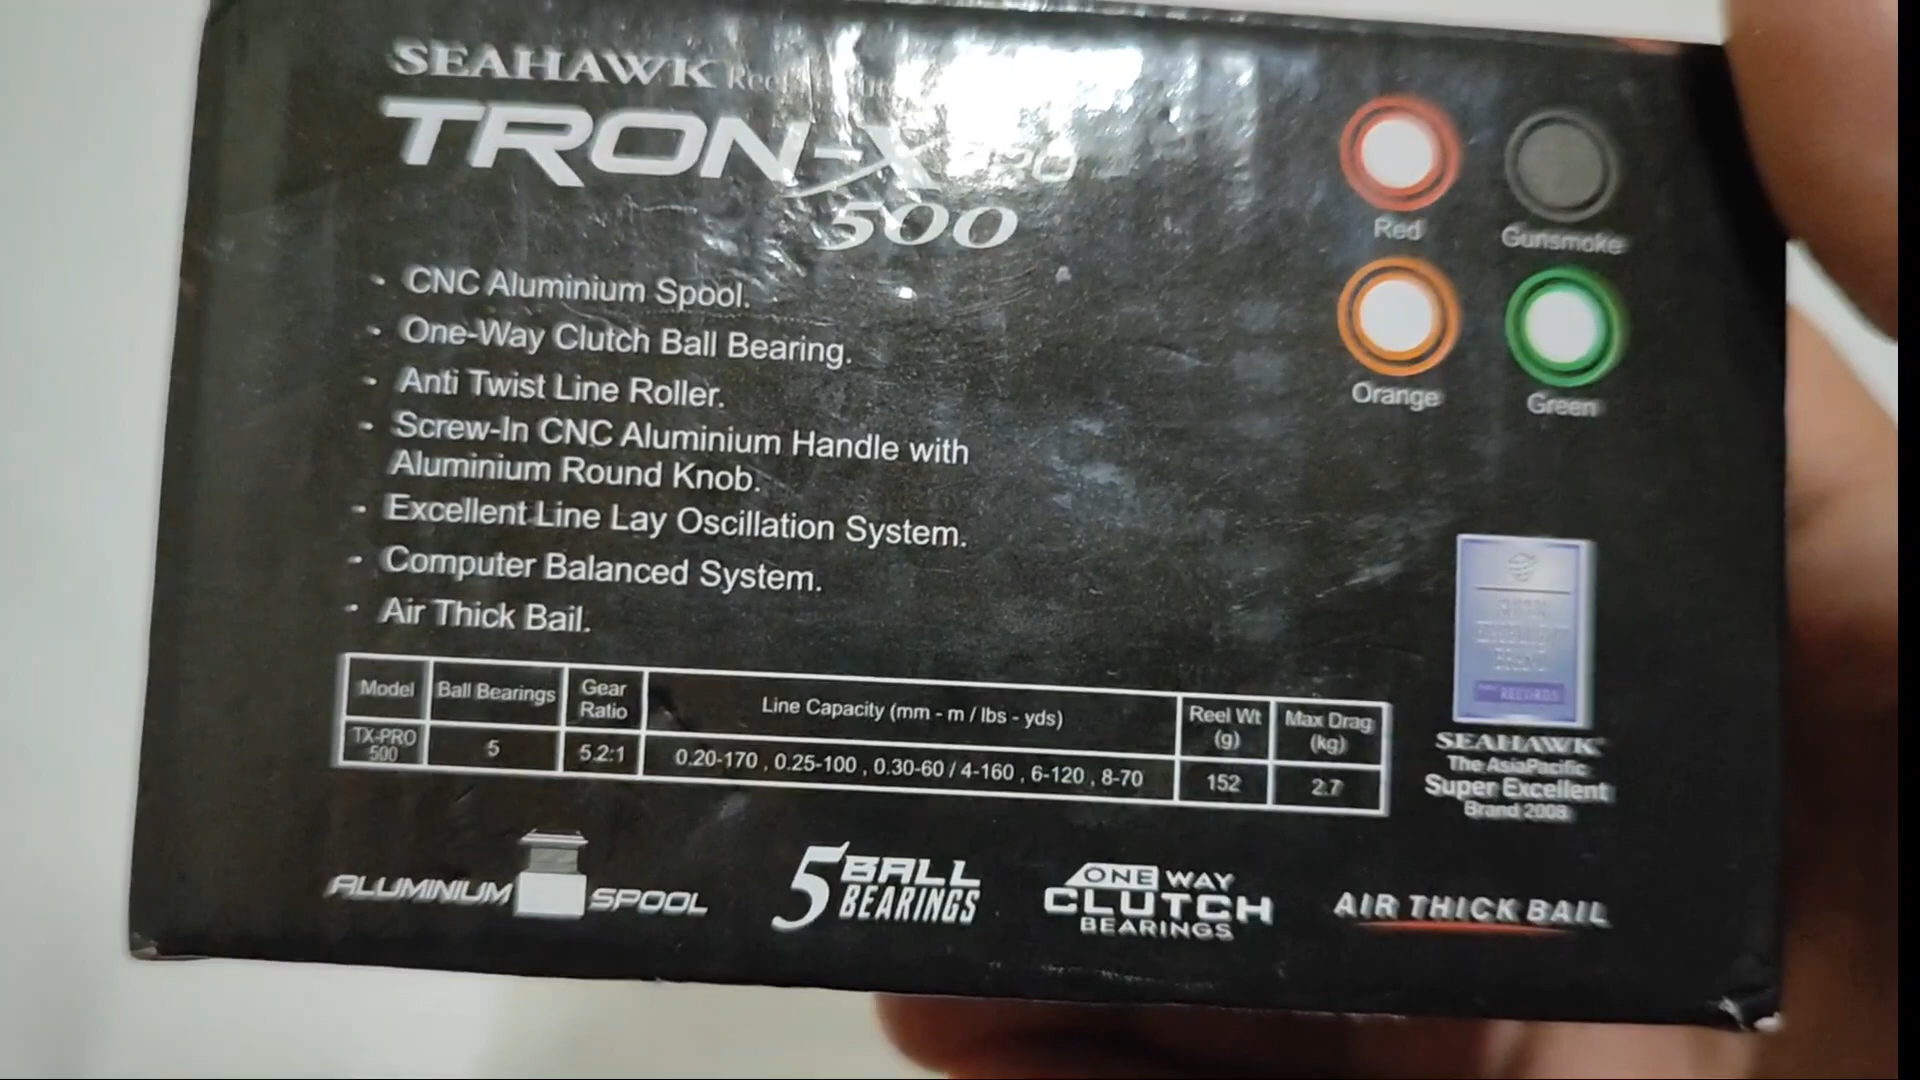 SEAHAWK
TRON-X PRO
500
Red
Gunsmoke
Orange
Green
- CNC Aluminium Spool.
- One-Way Clutch Ball Bearing.
- Anti Twist Line Roller.
- Screw-In CNC Aluminium Handle with
Aluminium Round Knob.
- Excellent Line Lay Oscillation System.
- Computer Balanced System.
- Air Thick Bail.
Model Ball Bearings Gear Ratio Line Capacity (mm - m / lbs - yds) Reel Wt (g) Max Drag (kg)
TX-PRO 500 5 5.2:1 0.20-170 , 0.25-100 , 0.30-60 / 4-160 , 6-120 , 8-70 152 2.7
RECORDS
SEAHAWK
The AsiaPacific
Super Excellent
Brand 2008
ALUMINIUM SPOOL
5 BALL BEARINGS
ONE WAY CLUTCH BEARINGS
AIR THICK BAIL